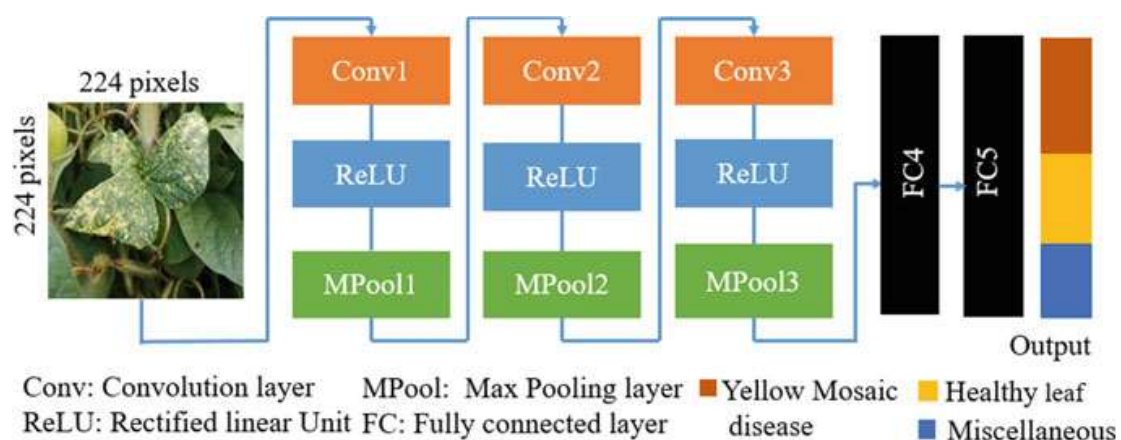 224 pixels
224 pixels
Conv1
ReLU
MPool1
Conv2
ReLU
MPool2
Conv3
ReLU
MPool3
FC4
FC5
Output
Conv: Convolution layer
ReLU: Rectified linear Unit
MPool: Max Pooling layer
FC: Fully connected layer
Yellow Mosaic
disease
Healthy leaf
Miscellaneous